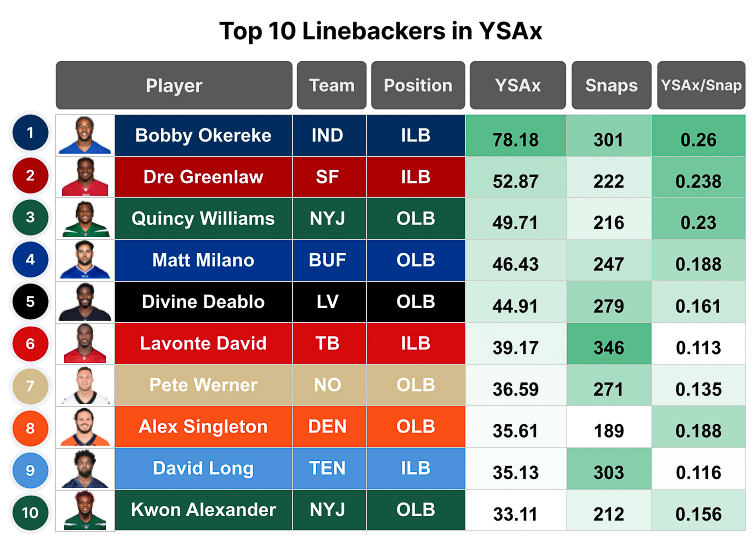 Top 10 Linebackers in YSAx
Player Team Position YSAx Snaps YSAx/Snap
1 Bobby Okereke IND ILB 78.18 301 0.26
2 Dre Greenlaw SF ILB 52.87 222 0.238
3 Quincy Williams NYJ OLB 49.71 216 0.23
4 Matt Milano BUF OLB 46.43 247 0.188
5 Divine Deablo LV OLB 44.91 279 0.161
6 Lavonte David TB ILB 39.17 346 0.113
7 Pete Werner NO OLB 36.59 271 0.135
8 Alex Singleton DEN OLB 35.61 189 0.188
9 David Long TEN ILB 35.13 303 0.116
10 Kwon Alexander NYJ OLB 33.11 212 0.156